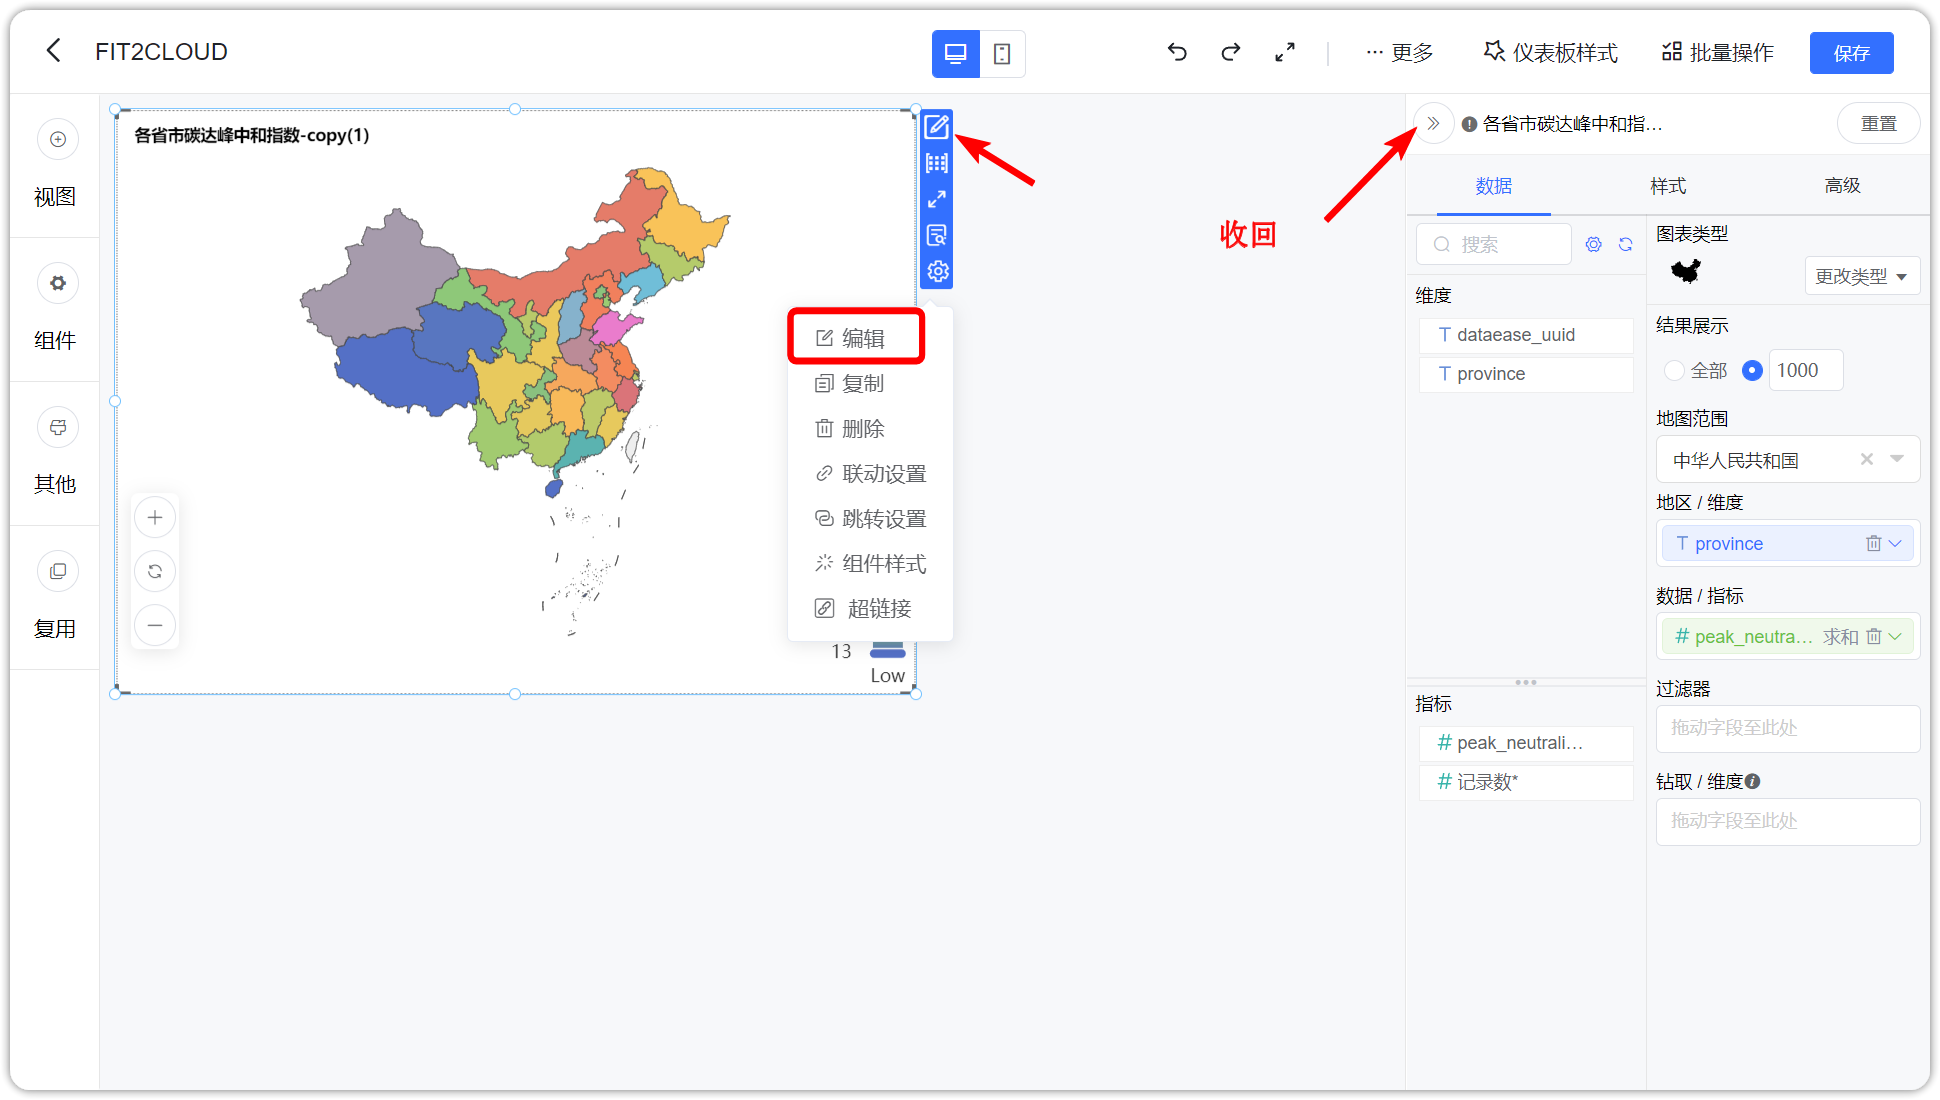 FIT2CLOUD
更多
仪表板样式
批量操作
保存
视图
组件
其他
复用
各省市碳达峰中和指数-copy(1)
13
Low
编辑
复制
删除
联动设置
跳转设置
组件样式
超链接
收回
各省市碳达峰中和指...
重置
数据
样式
高级
搜索
维度
T dataease_uuid
T province
指标
# peak_neutrali...
# 记录数*
图表类型
更改类型
结果展示
全部
1000
地图范围
中华人民共和国
地区 / 维度
T province
数据 / 指标
# peak_neutra... 求和
过滤器
拖动字段至此处
钻取 / 维度
拖动字段至此处